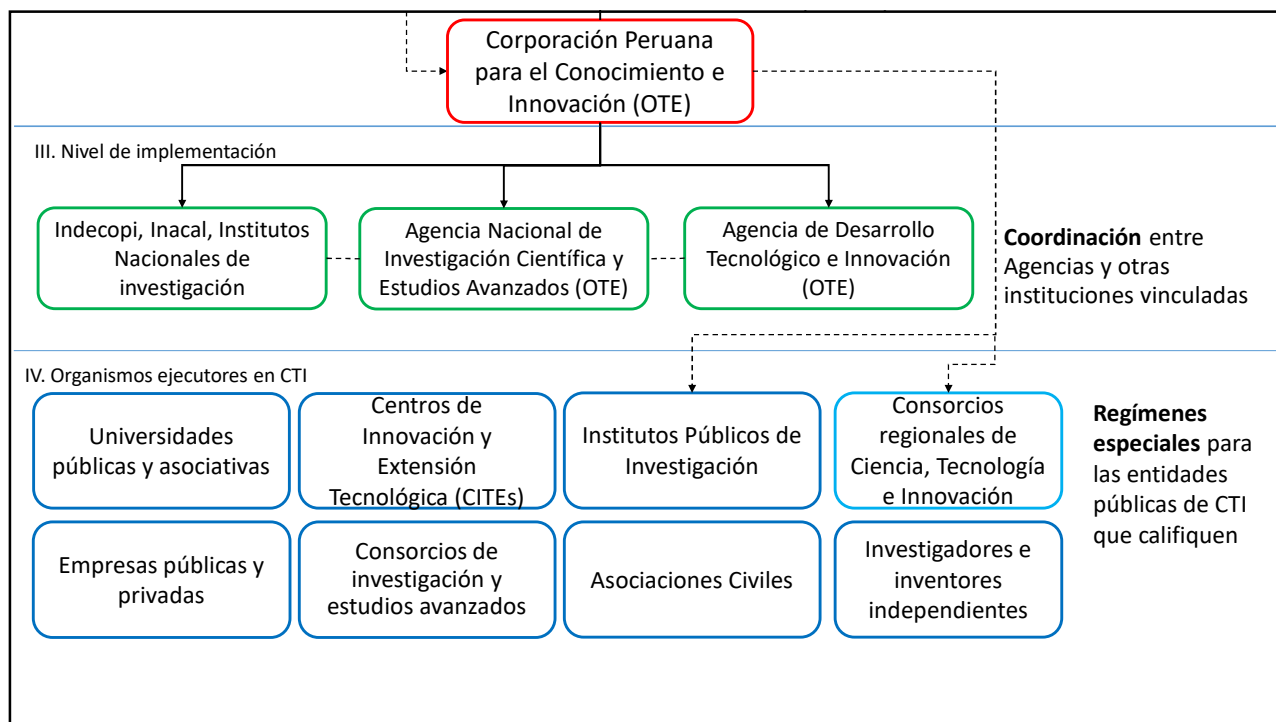 Corporación Peruana
para el Conocimiento e
Innovación (OTE)
III. Nivel de implementación
Indecopi, Inacal, Institutos
Nacionales de
investigación
Agencia Nacional de
Investigación Científica y
Estudios Avanzados (OTE)
Agencia de Desarrollo
Tecnológico e Innovación
(OTE)
Coordinación entre
Agencias y otras
instituciones vinculadas
IV. Organismos ejecutores en CTI
Universidades
públicas y asociativas
Centros de
Innovación y
Extensión
Tecnológica (CITEs)
Institutos Públicos de
Investigación
Consorcios
regionales de
Ciencia, Tecnología
e Innovación
Regímenes
especiales para
las entidades
públicas de CTI
que califiquen
Empresas públicas y
privadas
Consorcios de
investigación y
estudios avanzados
Asociaciones Civiles
Investigadores e
inventores
independientes